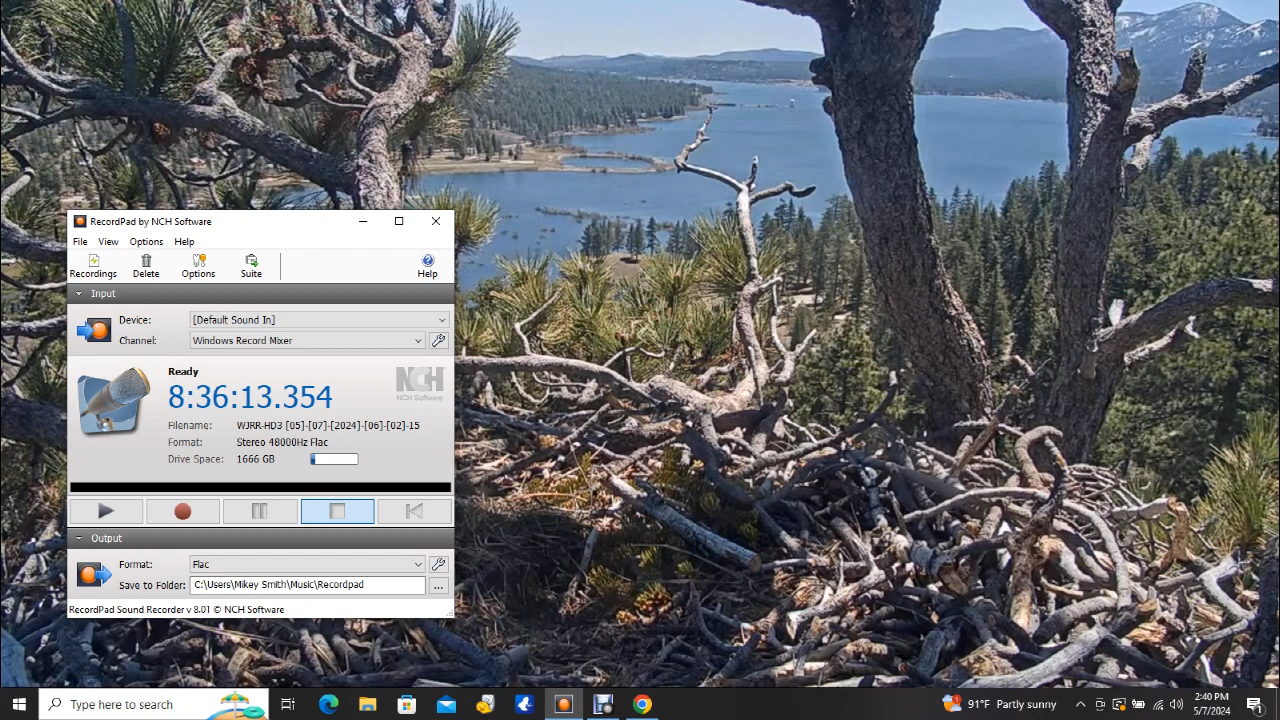 RecordPad by NCH Software
File View Options Help
Recordings Delete Options Suite Help
Input
Device: [Default Sound In]
Channel: Windows Record Mixer
Ready
8:36:13.354
NCH
NCH Software
Filename: WJRR-HD3 [05]-[07]-[2024]-[06]-[02]-15
Format: Stereo 48000Hz Flac
Drive Space: 1666 GB
Output
Format: Flac
Save to Folder: C:\Users\Mikey Smith\Music\Recordpad
...
RecordPad Sound Recorder v 8.01 © NCH Software
Type here to search
91°F Partly sunny
2:40 PM
5/7/2024
1